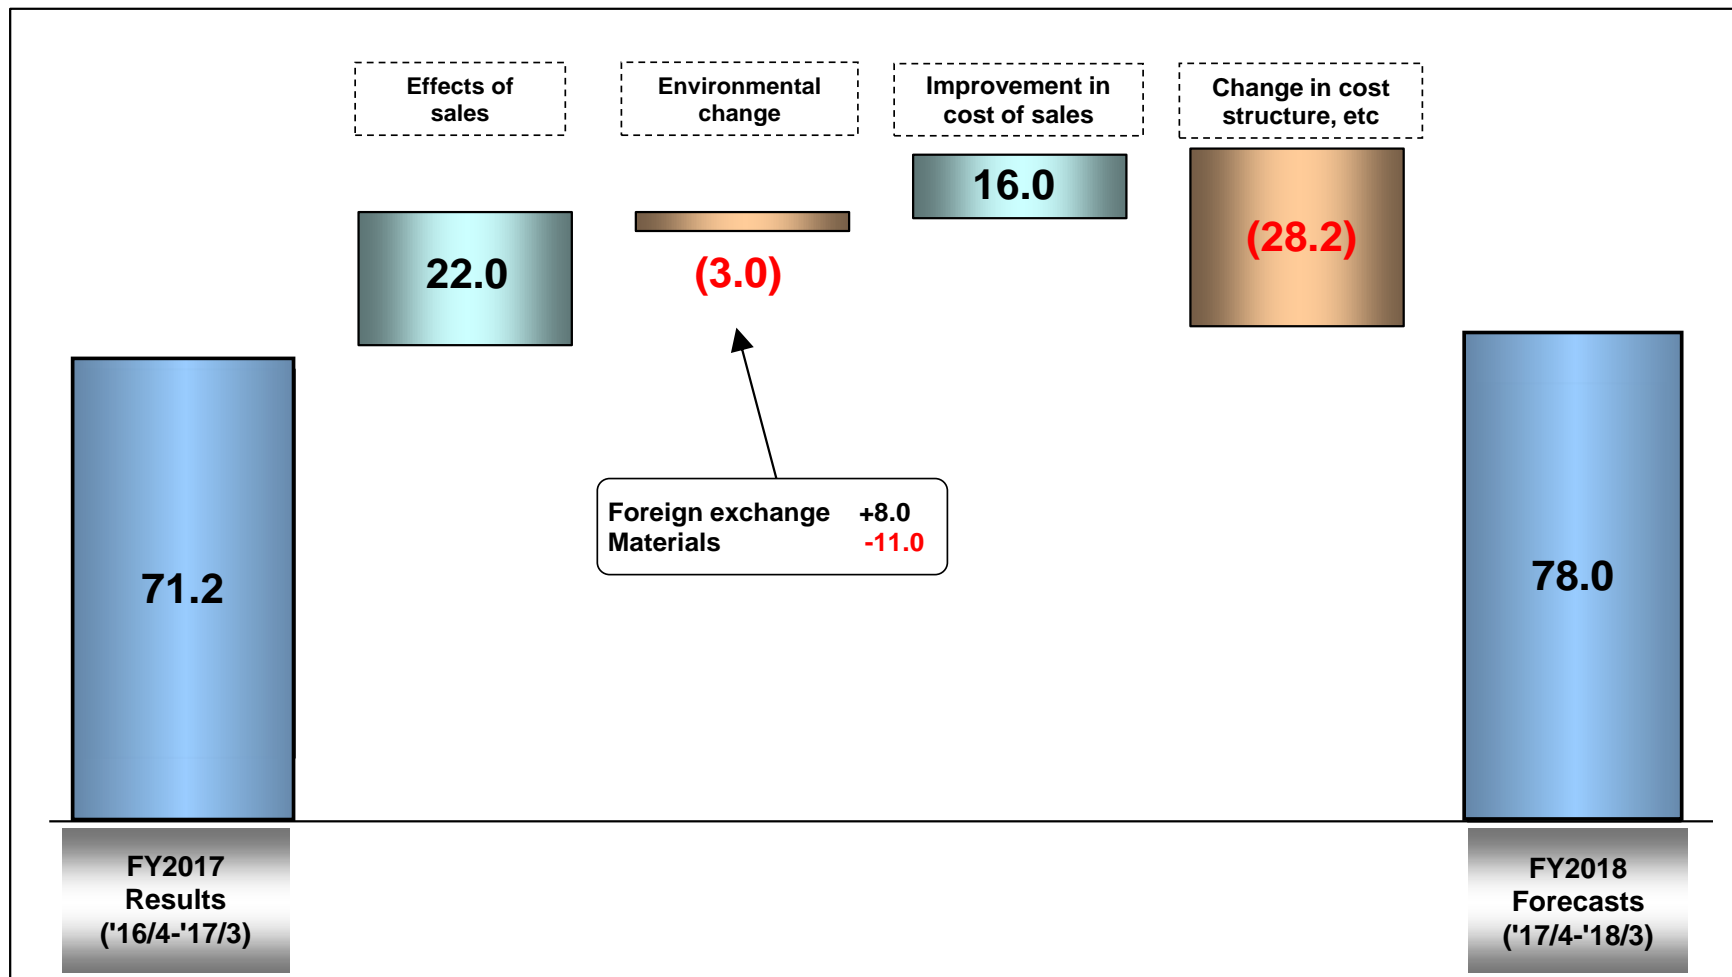 Effects of
sales
Environmental
change
Improvement in
cost of sales
Change in cost
structure, etc
22.0
(3.0)
16.0
(28.2)
Foreign exchange +8.0
Materials -11.0
71.2
78.0
FY2017
Results
('16/4-'17/3)
FY2018
Forecasts
('17/4-'18/3)